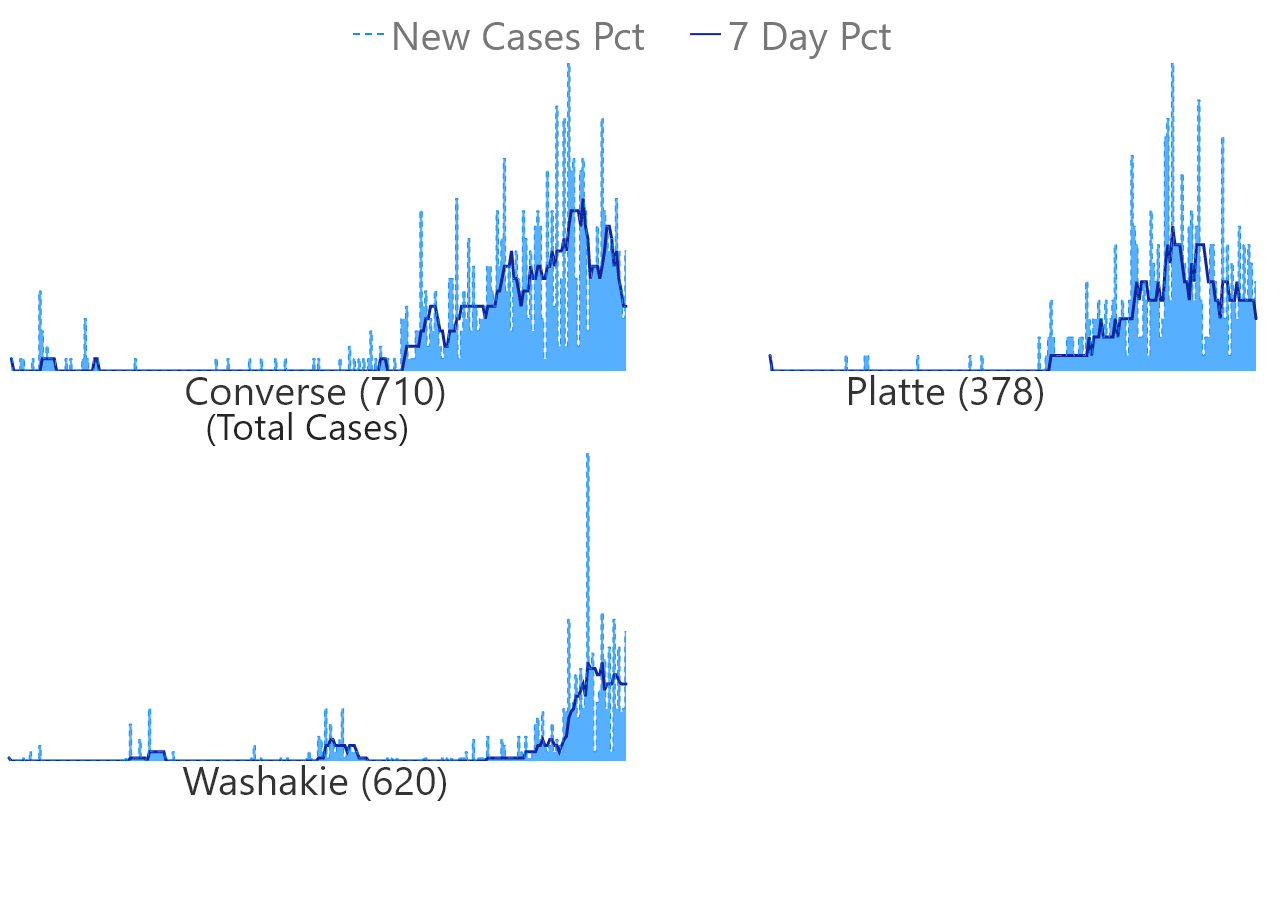 New Cases Pct 7 Day Pct
Converse (710) Platte (378)
(Total Cases)
Washakie (620)